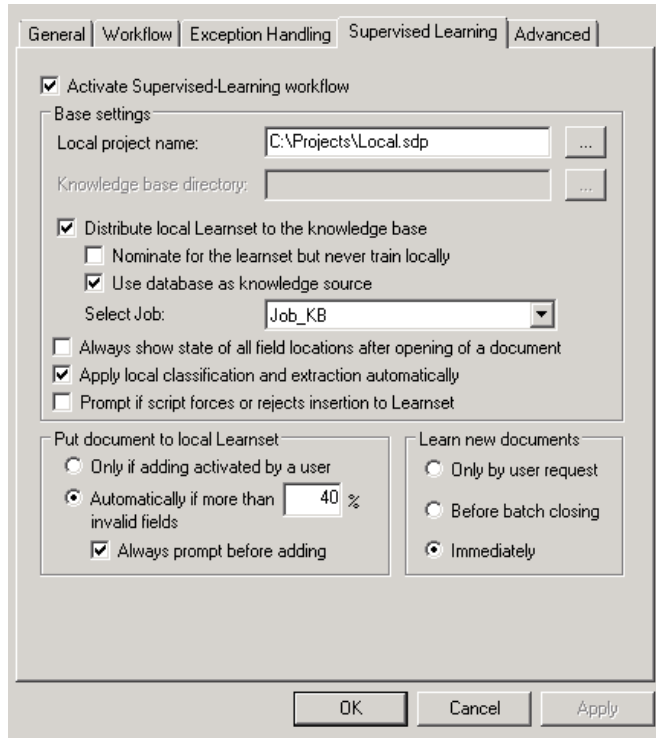 General Workflow Exception Handling Supervised Learning Advanced
Activate Supervised-Learning workflow
Base settings
Local project name: C:\Projects\Local.sdp ...
Knowledge base directory: ...
Distribute local Learnset to the knowledge base
Nominate for the learnset but never train locally
Use database as knowledge source
Select Job: Job_KB
Always show state of all field locations after opening of a document
Apply local classification and extraction automatically
Prompt if script forces or rejects insertion to Learnset
Put document to local Learnset
Only if adding activated by a user
Automatically if more than 40 %
invalid fields
Always prompt before adding
Learn new documents
Only by user request
Before batch closing
Immediately
OK Cancel Apply